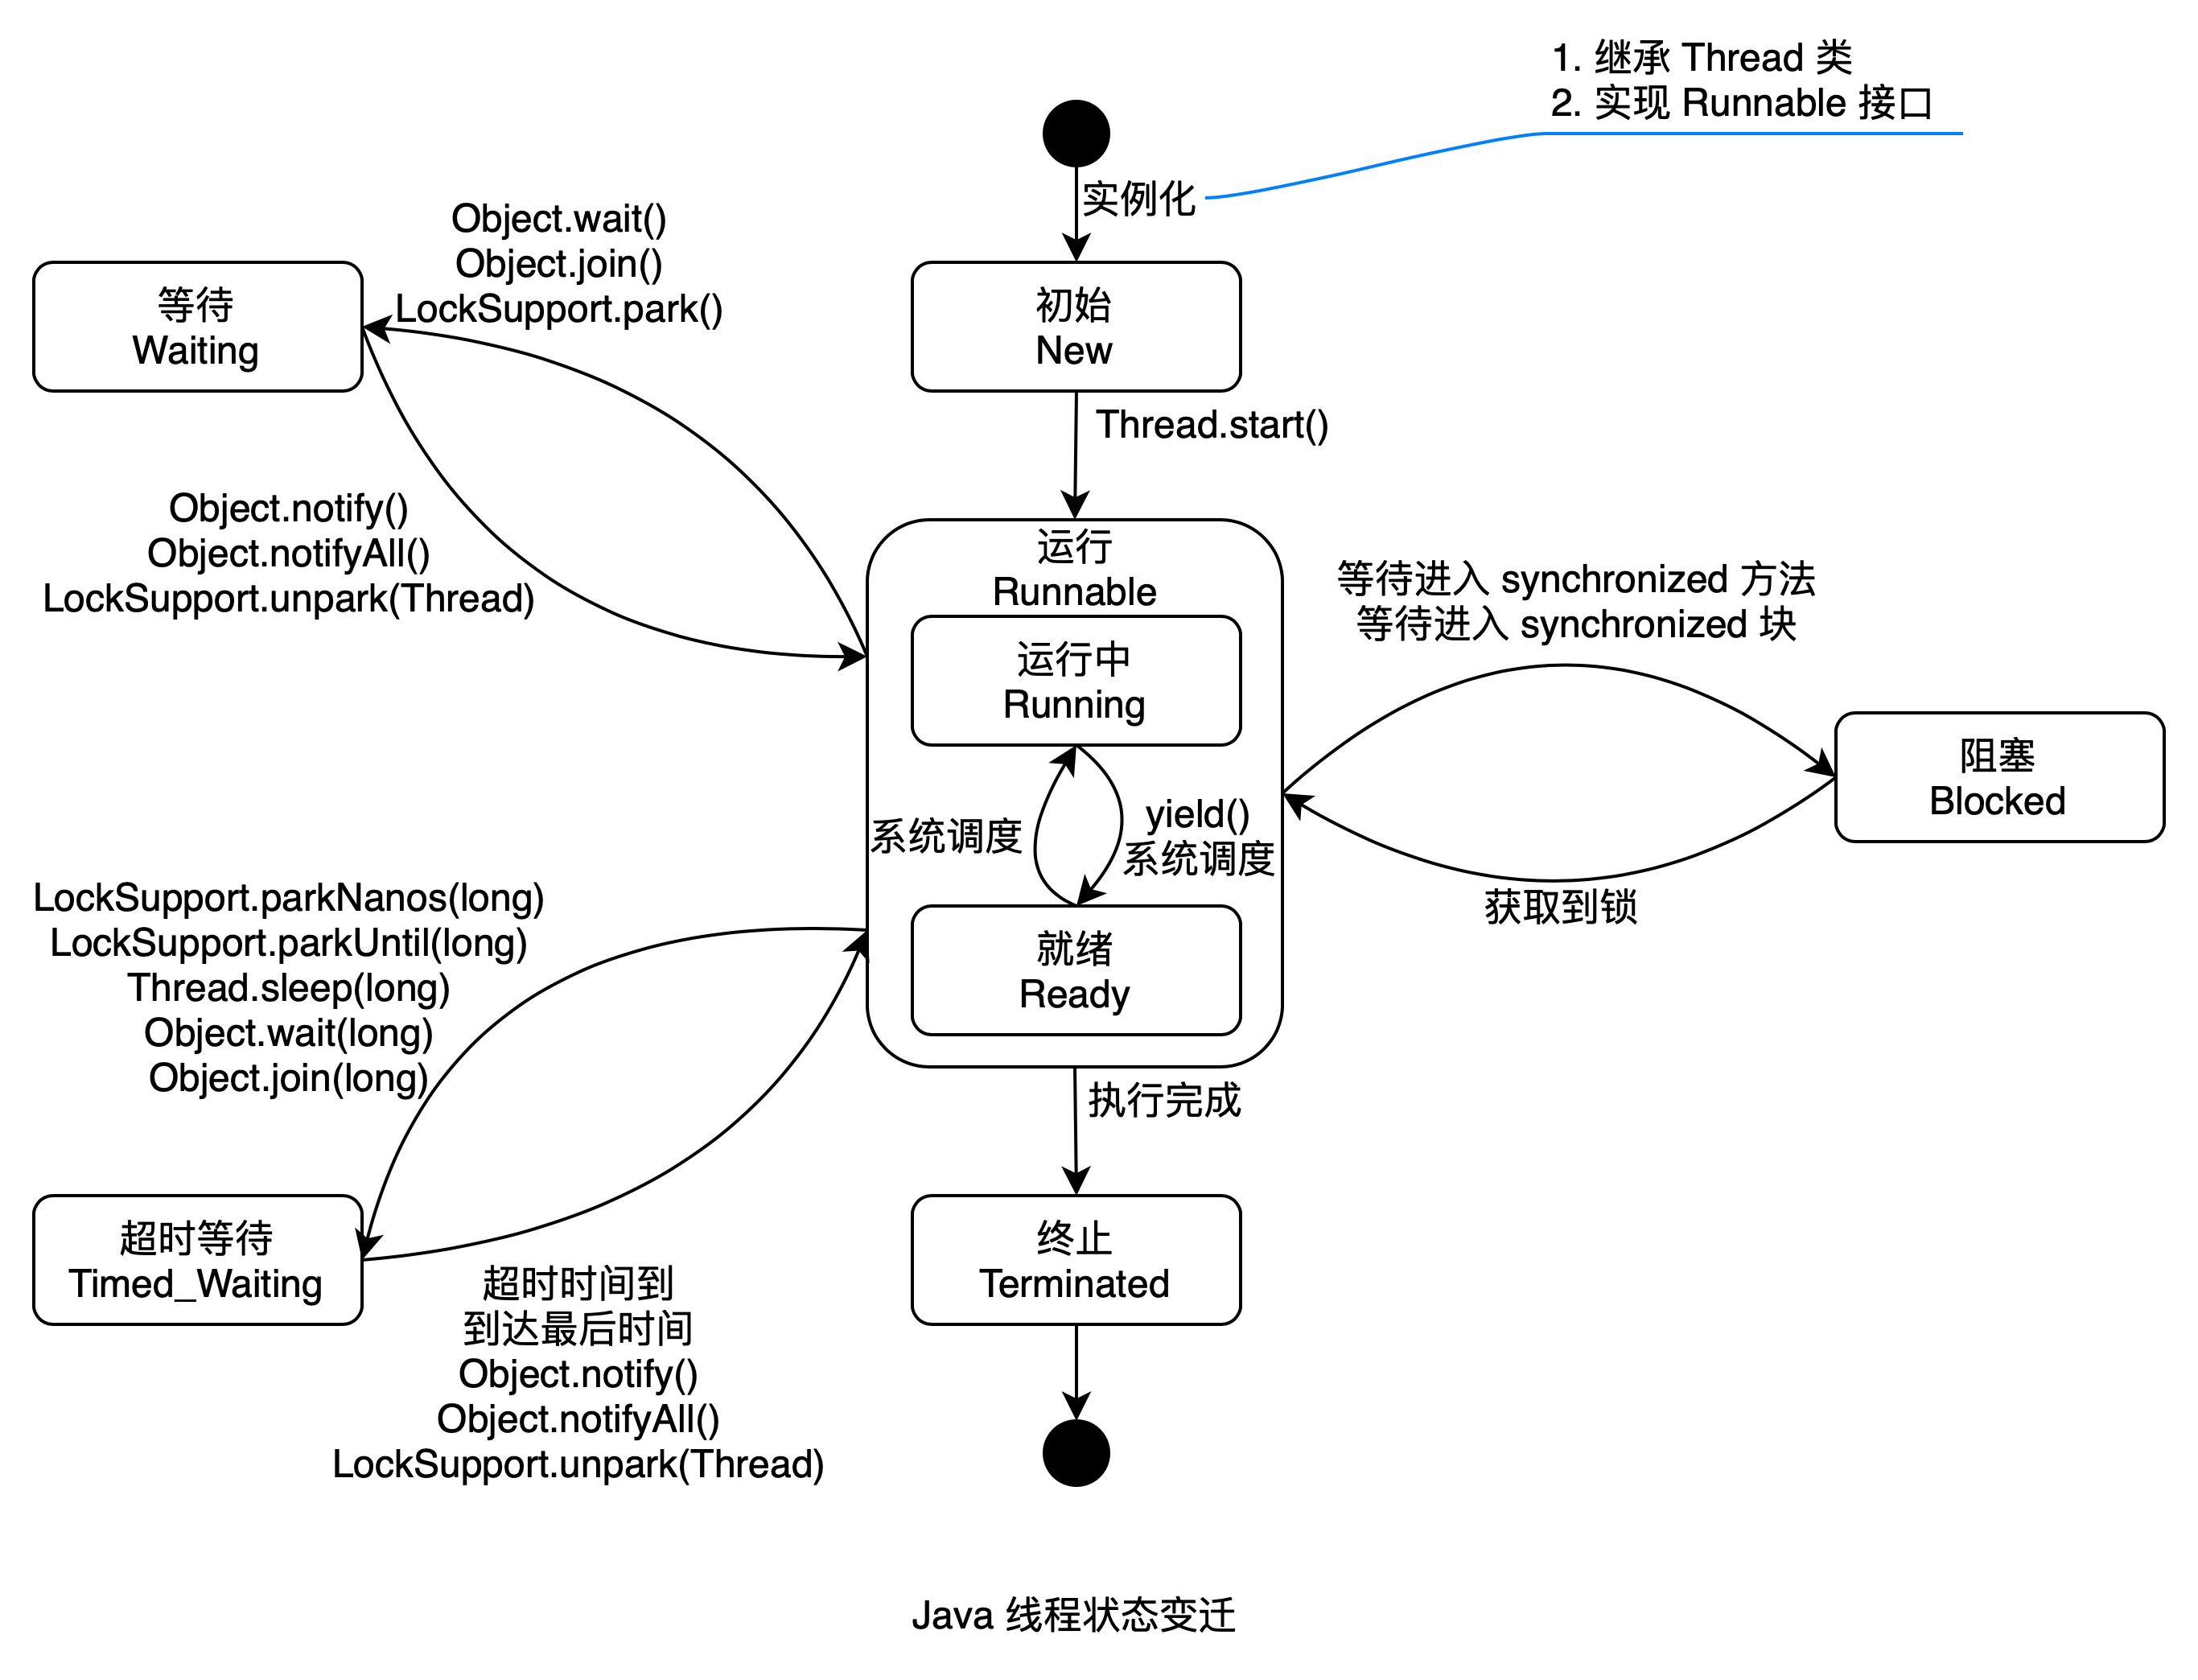 1. 继承 Thread 类
2. 实现 Runnable 接口
实例化
Object.wait()
Object.join()
LockSupport.park()
等待
Waiting
初始
New
Thread.start()
Object.notify()
Object.notifyAll()
LockSupport.unpark(Thread)
运行
Runnable
运行中
Running
等待进入 synchronized 方法
等待进入 synchronized 块
阻塞
Blocked
系统调度
yield()
系统调度
获取到锁
就绪
Ready
LockSupport.parkNanos(long)
LockSupport.parkUntil(long)
Thread.sleep(long)
Object.wait(long)
Object.join(long)
执行完成
超时等待
Timed_Waiting
终止
Terminated
超时时间到
到达最后时间
Object.notify()
Object.notifyAll()
LockSupport.unpark(Thread)
Java 线程状态变迁